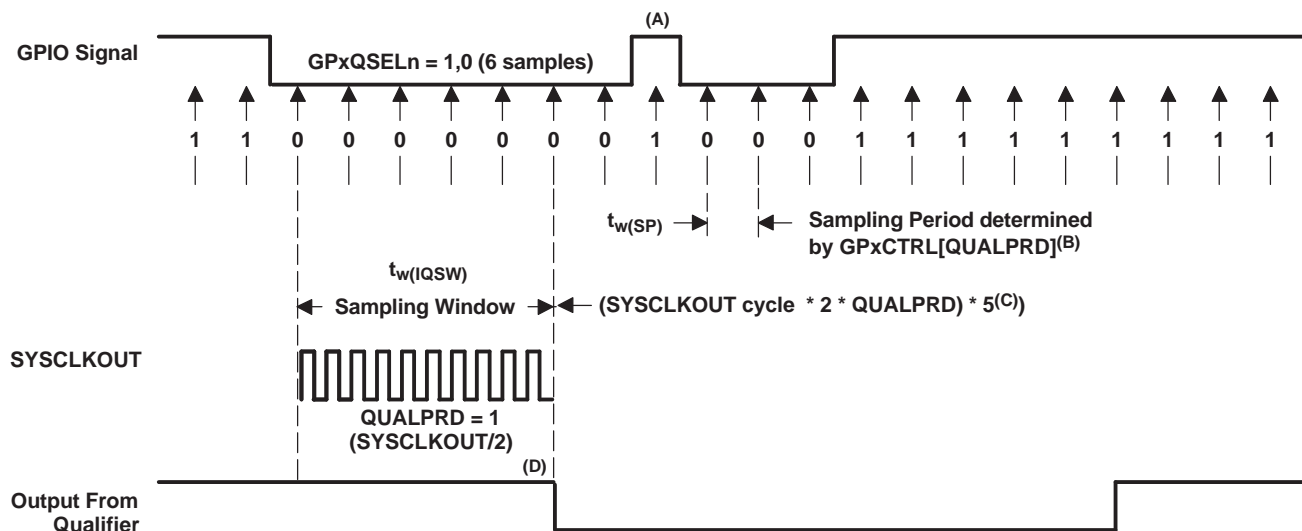 (A)
GPIO Signal
GPxQSELn = 1,0 (6 samples)
1 1 0 0 0 0 0 0 0 1 0 0 0 1 1 1 1 1 1 1 1 1
tw(SP)
Sampling Period determined
by GPxCTRL[QUALPRD](B)
tw(IQSW)
Sampling Window
(SYSCLKOUT cycle * 2 * QUALPRD) * 5(C))
SYSCLKOUT
QUALPRD = 1
(SYSCLKOUT/2)
(D)
Output From
Qualifier